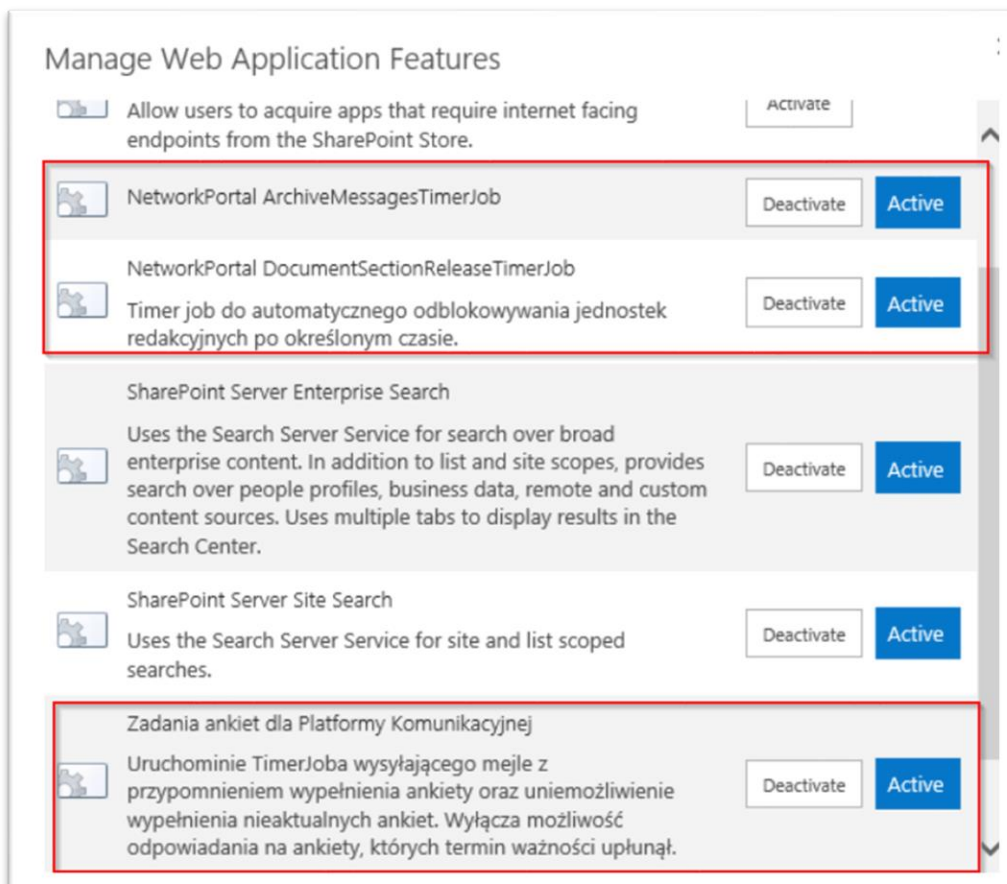 Manage Web Application Features
Allow users to acquire apps that require internet facing
endpoints from the SharePoint Store.
Activate
NetworkPortal ArchiveMessagesTimerJob
Deactivate
Active
NetworkPortal DocumentSectionReleaseTimerJob
Timer job do automatycznego odblokowywania jednostek
redakcyjnych po określonym czasie.
Deactivate
Active
SharePoint Server Enterprise Search
Uses the Search Server Service for search over broad
enterprise content. In addition to list and site scopes, provides
search over people profiles, business data, remote and custom
content sources. Uses multiple tabs to display results in the
Search Center.
Deactivate
Active
SharePoint Server Site Search
Uses the Search Server Service for site and list scoped
searches.
Deactivate
Active
Zadania ankiet dla Platformy Komunikacyjnej
Uruchominie TimerJoba wysyłającego mejle z
przypomnieniem wypełnienia ankiety oraz uniemożliwienie
wypełnienia nieaktualnych ankiet. Wyłącza możliwość
odpowiadania na ankiety, których termin ważności upłunął.
Deactivate
Active